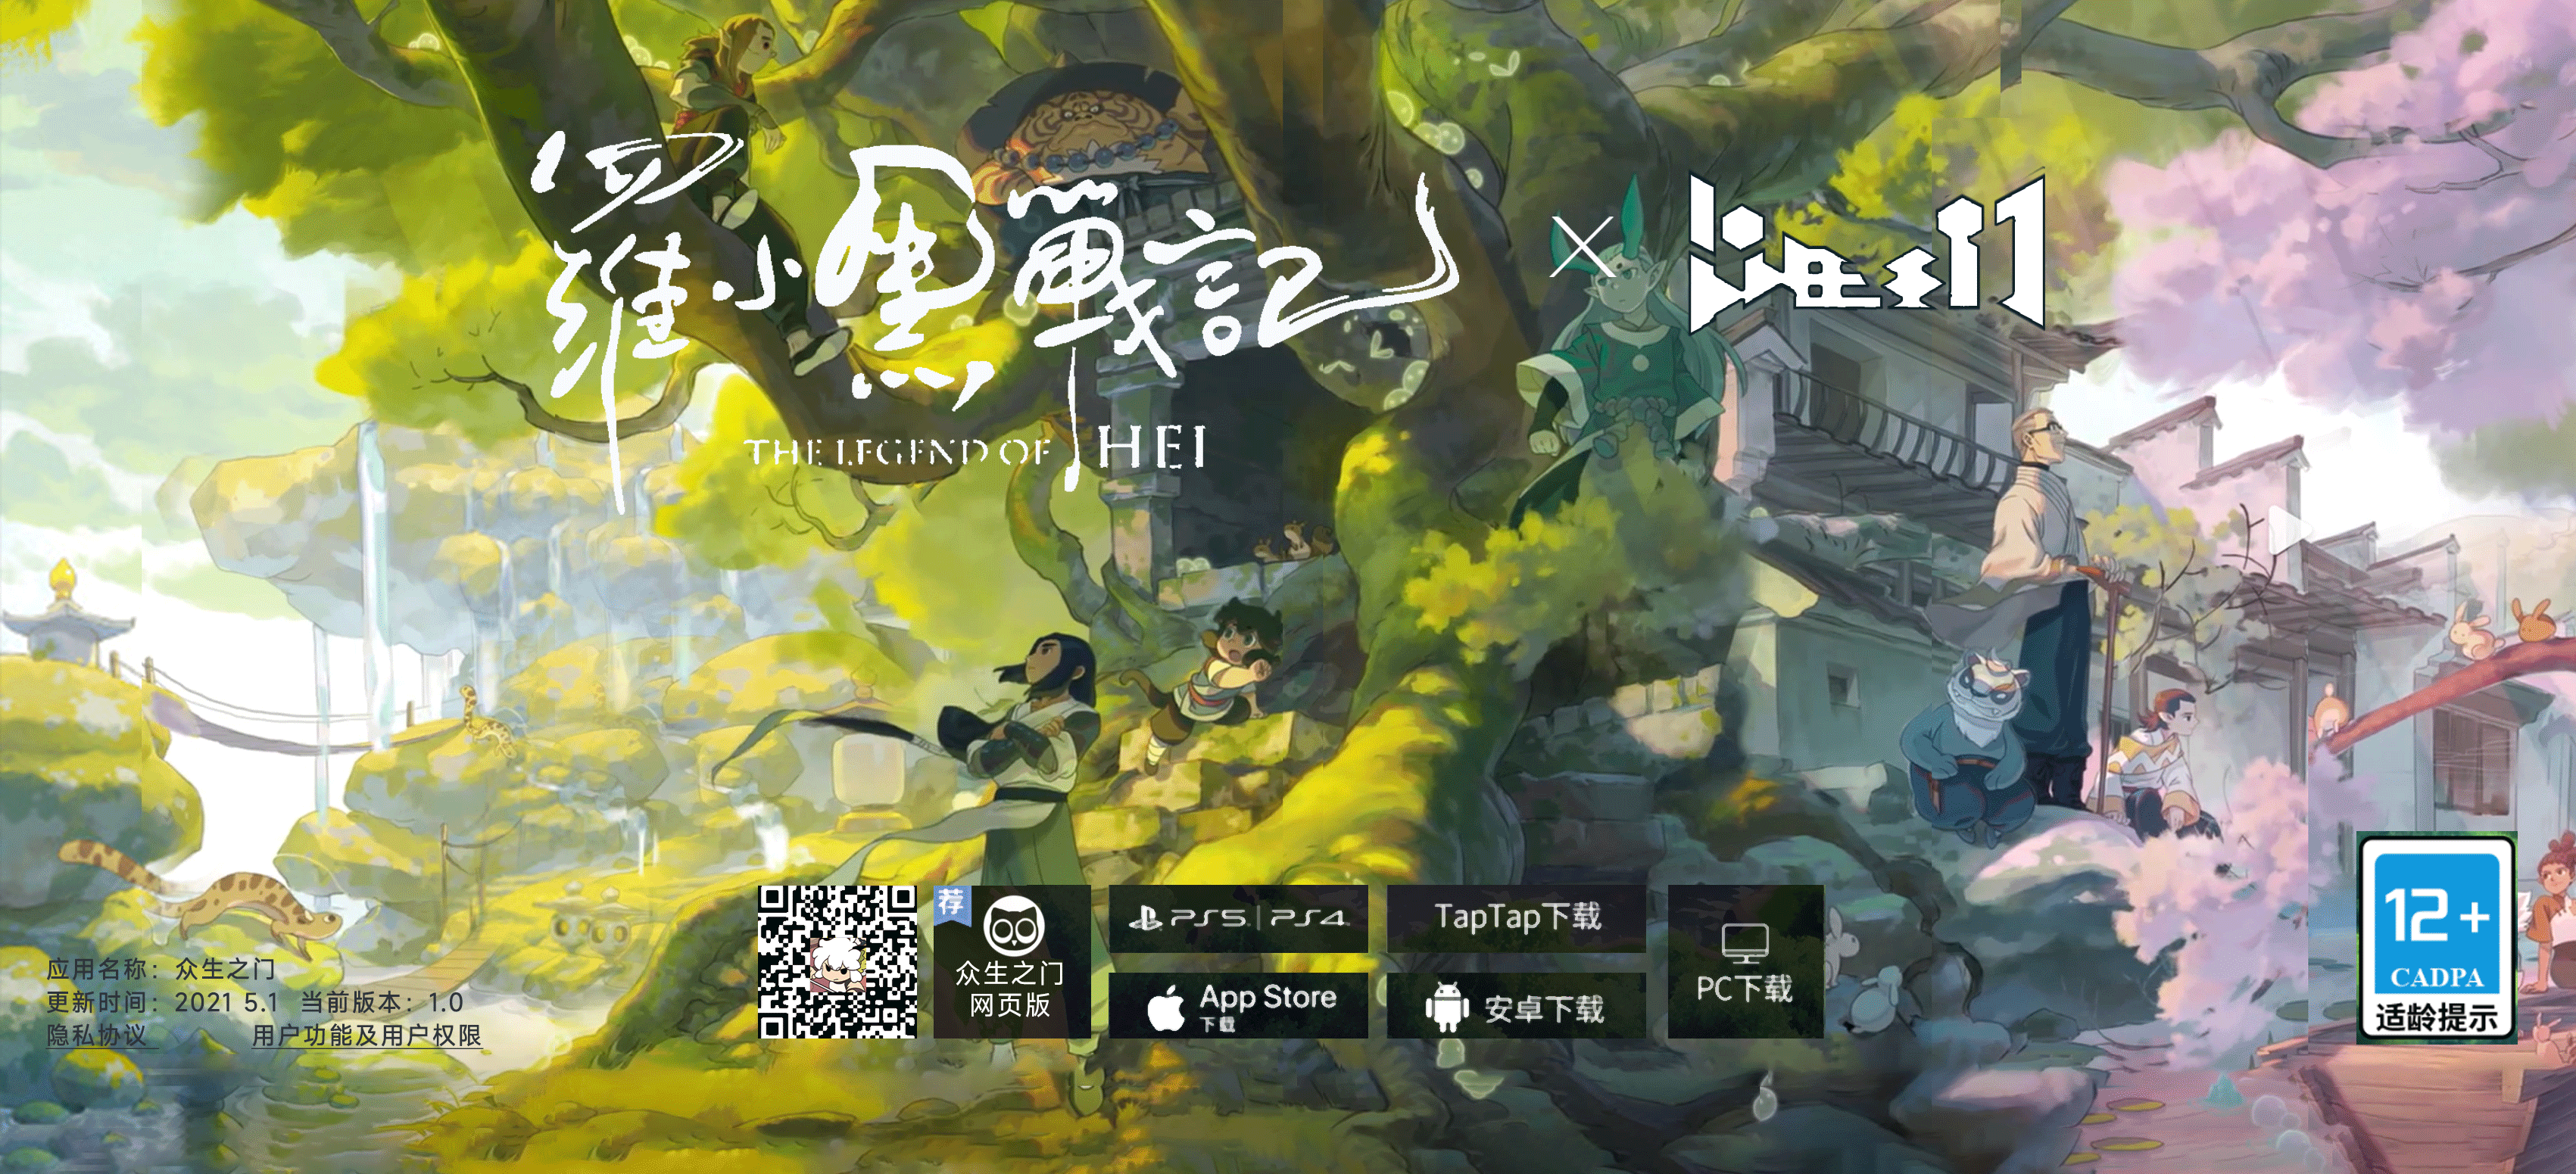 羅小黑戰記
THE LEGEND OF HEI
×
众生之门
荐
众生之门
网页版
PS5 | PS4
App Store
下载
TapTap下载
安卓下载
PC下载
应用名称：众生之门
更新时间：2021 5.1 当前版本：1.0
隐私协议 用户功能及用户权限
12+
CADPA
适龄提示